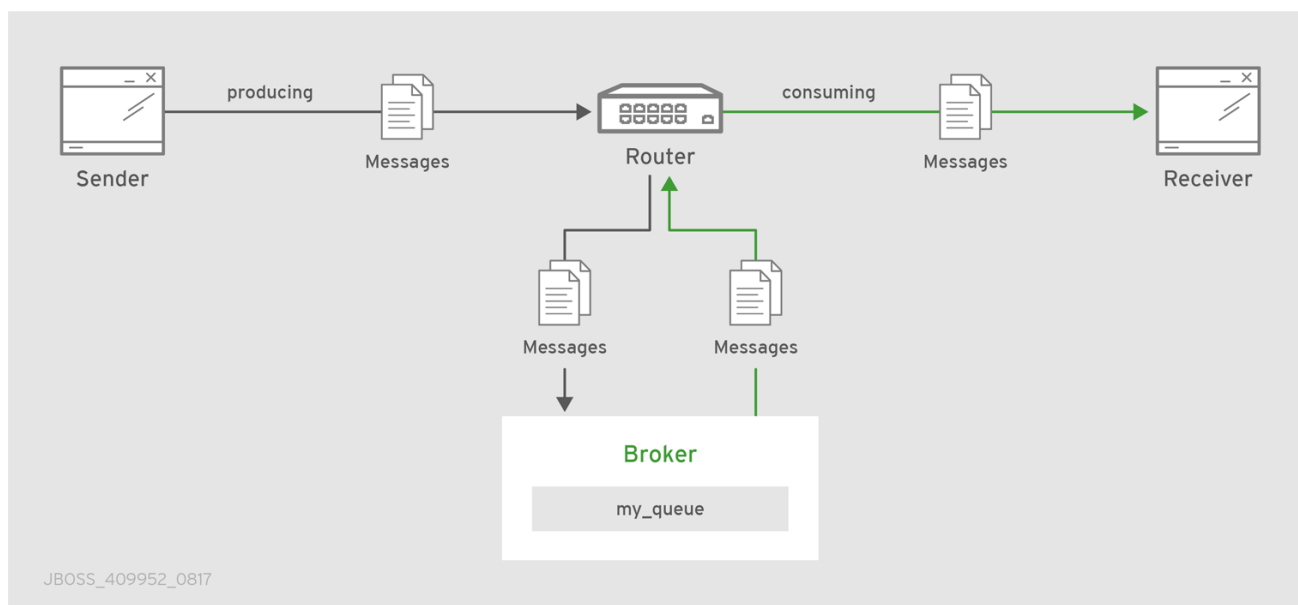 producing
consuming
Messages
Router
Messages
Sender
Receiver
Messages
Messages
Broker
my_queue
JBOSS_409952_0817